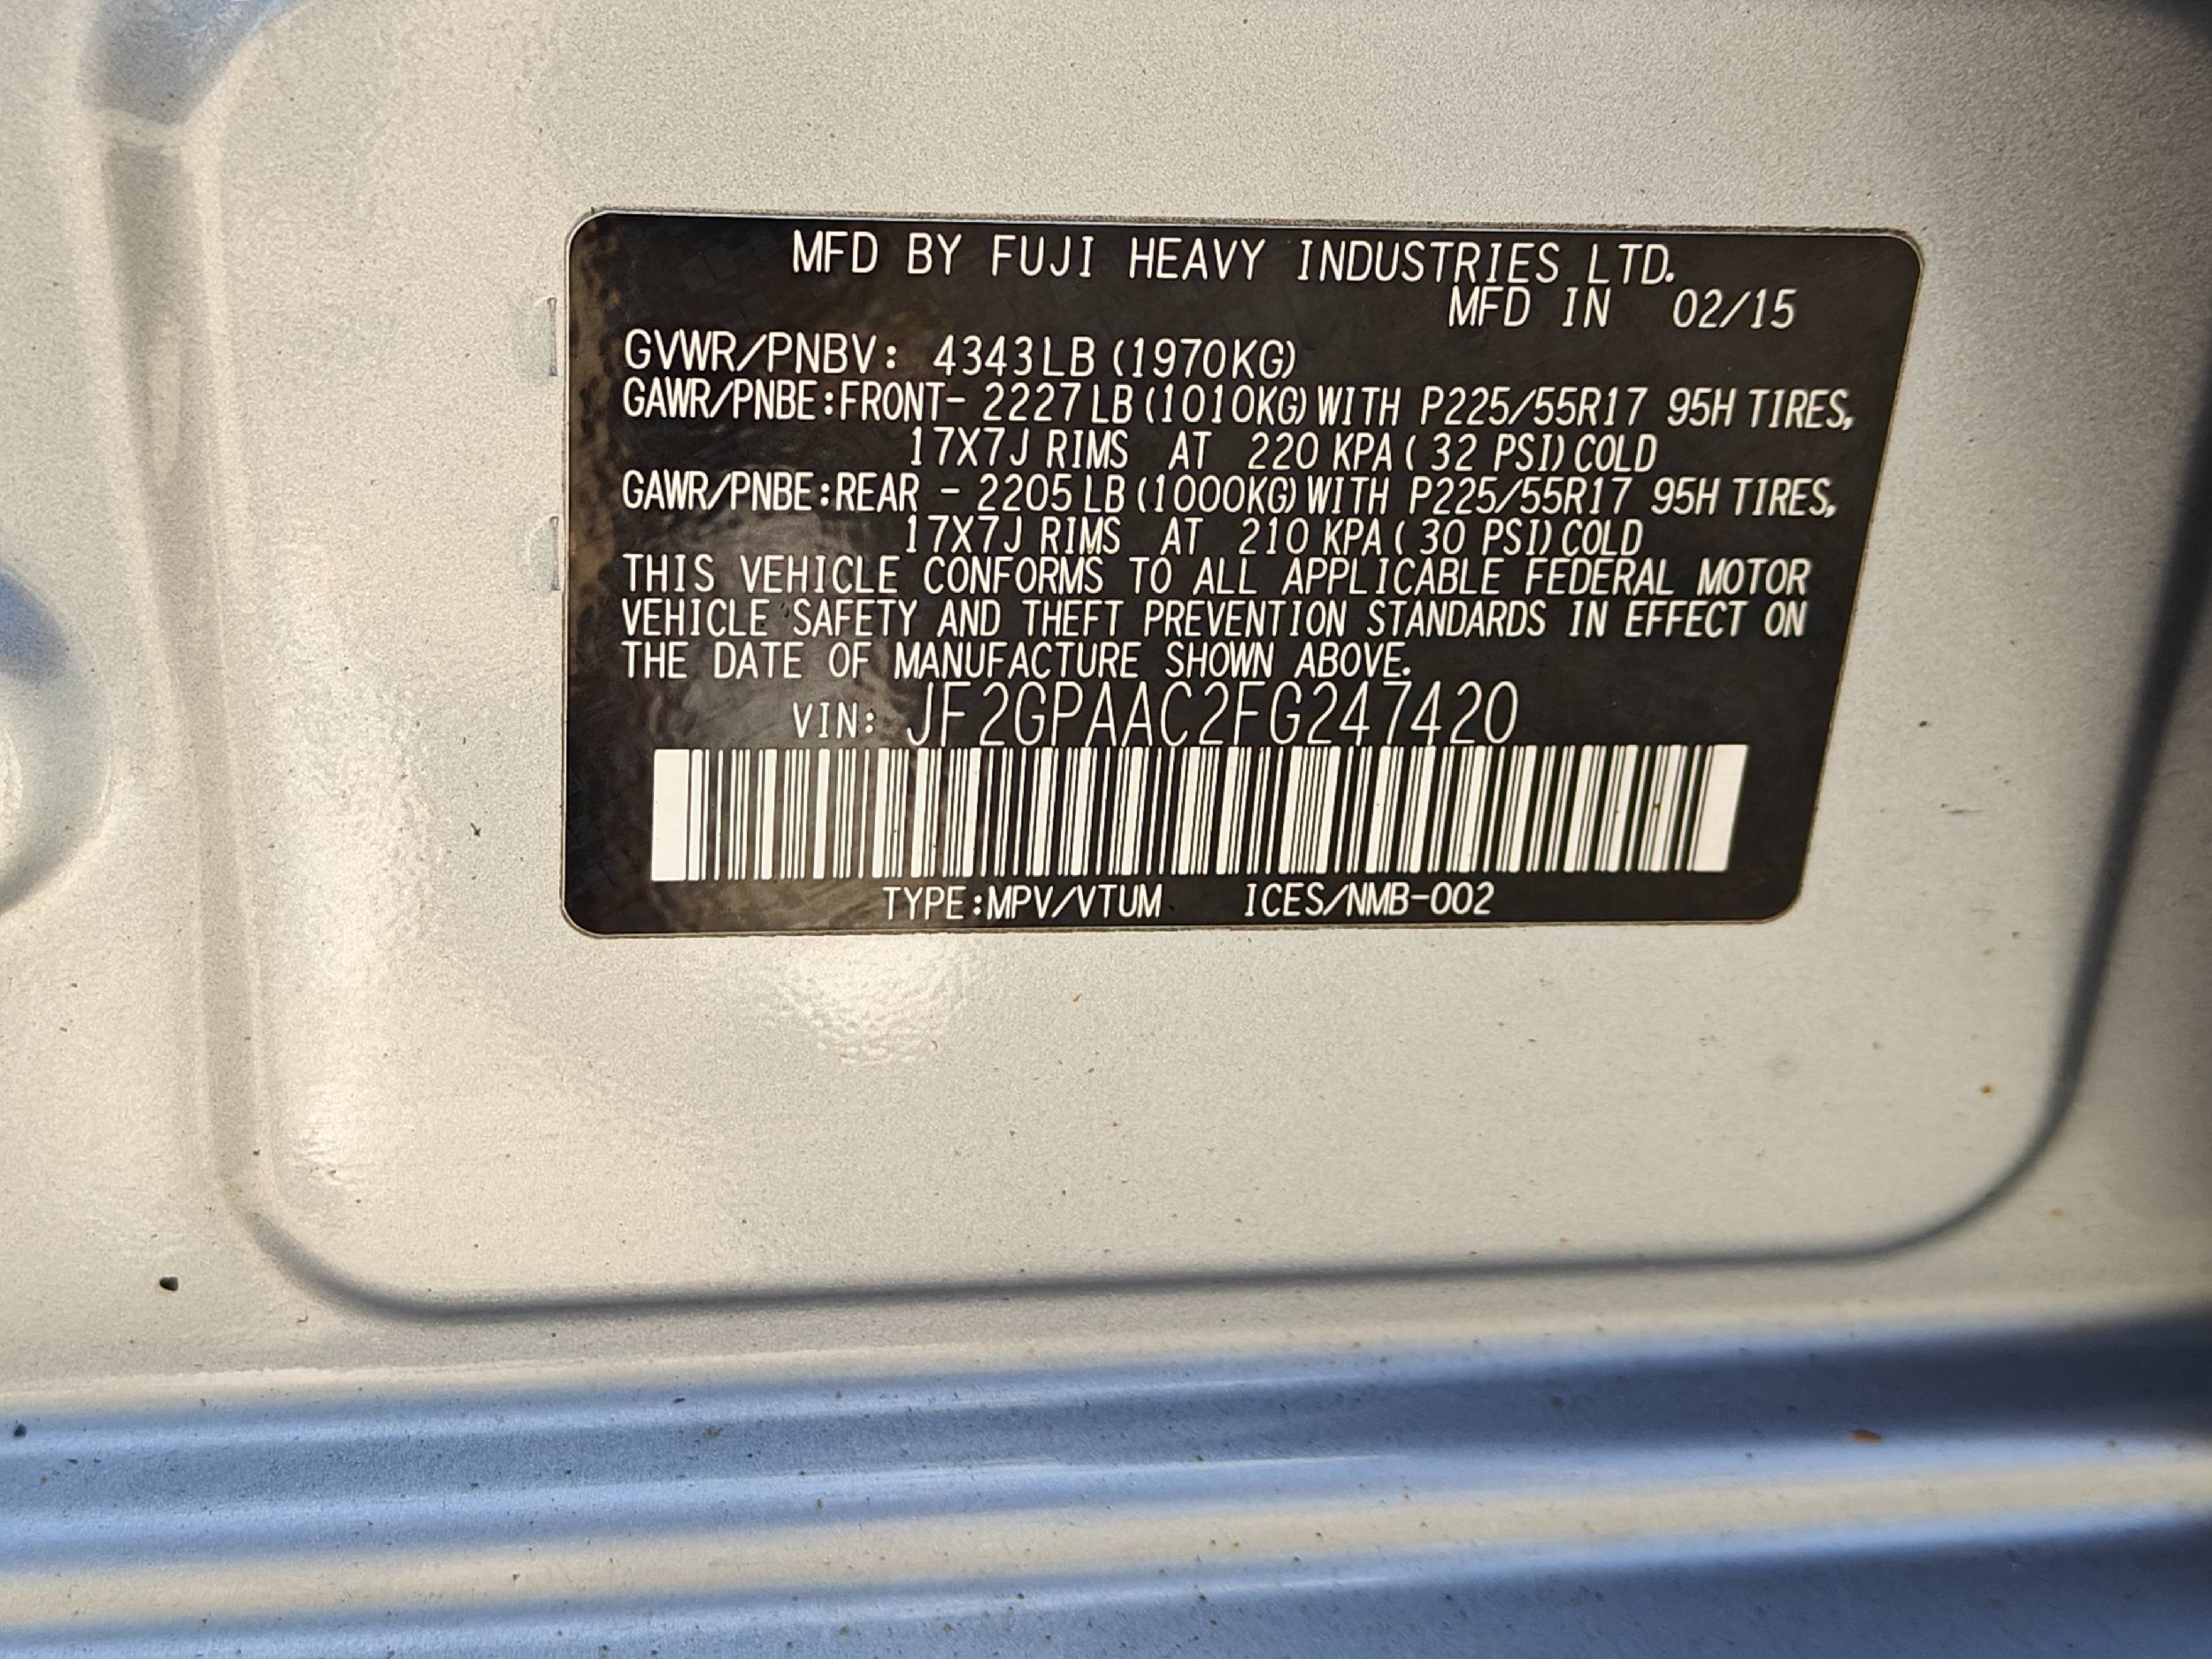 MFD BY FUJI HEAVY INDUSTRIES LTD.
MFD IN 02/15
GVWR/PNBV: 4343LB (1970KG)
GAWR/PNBE:FRONT- 2227LB (1010KG) WITH P225/55R17 95H TIRES,
17X7J RIMS AT 220 KPA ( 32 PSI) COLD
GAWR/PNBE:REAR - 2205LB (1000KG) WITH P225/55R17 95H TIRES,
17X7J RIMS AT 210 KPA ( 30 PSI) COLD
THIS VEHICLE CONFORMS TO ALL APPLICABLE FEDERAL MOTOR
VEHICLE SAFETY AND THEFT PREVENTION STANDARDS IN EFFECT ON
THE DATE OF MANUFACTURE SHOWN ABOVE.
VIN: JF2GPAAC2FG247420
TYPE:MPV/VTUM ICES/NMB-002